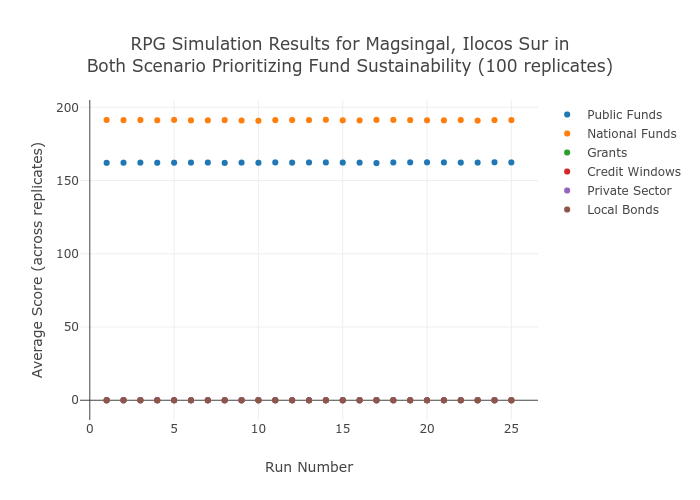 RPG Simulation Results for Magsingal, Ilocos Sur in
Both Scenario Prioritizing Fund Sustainability (100 replicates)
Average Score (across replicates)
200
150
100
50
0
0
5
10
15
20
25
Run Number
Public Funds
National Funds
Grants
Credit Windows
Private Sector
Local Bonds